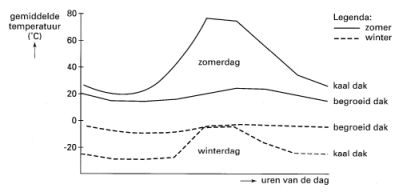 gemiddelde
temperatuur
(°C)
80
60
40
20
0
-20
zomerdag
winterdag
kaal dak
begroeid dak
begroeid dak
kaal dak
uren van de dag
Legenda:
zomer
winter